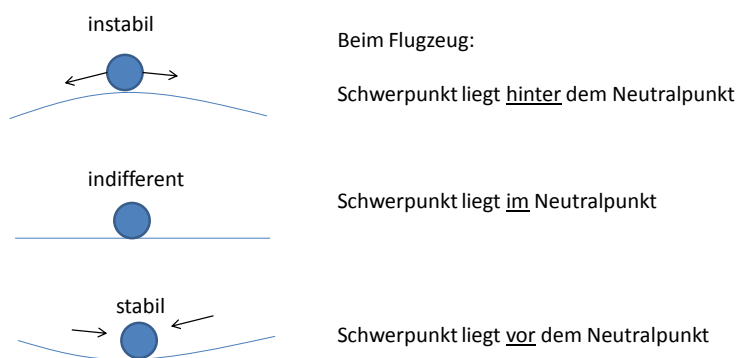 instabil
Beim Flugzeug:
Schwerpunkt liegt hinter dem Neutralpunkt
indifferent
Schwerpunkt liegt im Neutralpunkt
stabil
Schwerpunkt liegt vor dem Neutralpunkt